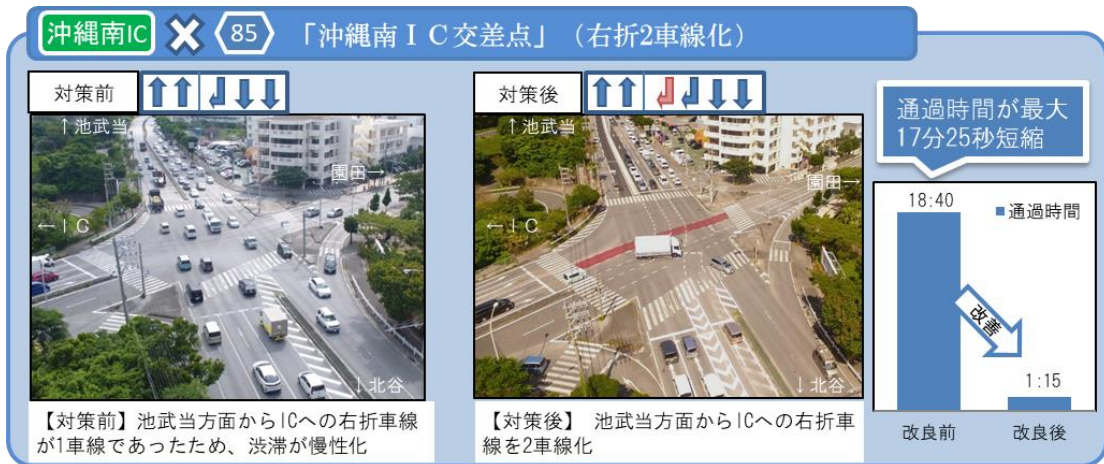 沖縄南IC
85
「沖縄南ＩＣ交差点」（右折2車線化）
対策前
↑池武当
園田→
←ＩＣ
↓北谷
【対策前】池武当方面からICへの右折車線
が1車線であったため、渋滞が慢性化
対策後
↑池武当
園田→
←ＩＣ
↓北谷
【対策後】 池武当方面からICへの右折車
線を2車線化
通過時間が最大
17分25秒短縮
18:40
通過時間
改善
1:15
改良前
改良後